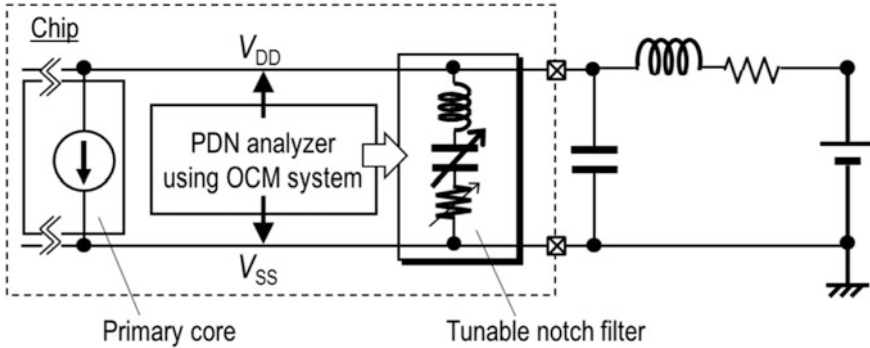 Chip
VDD
PDN analyzer
using OCM system
VSS
Primary core
Tunable notch filter